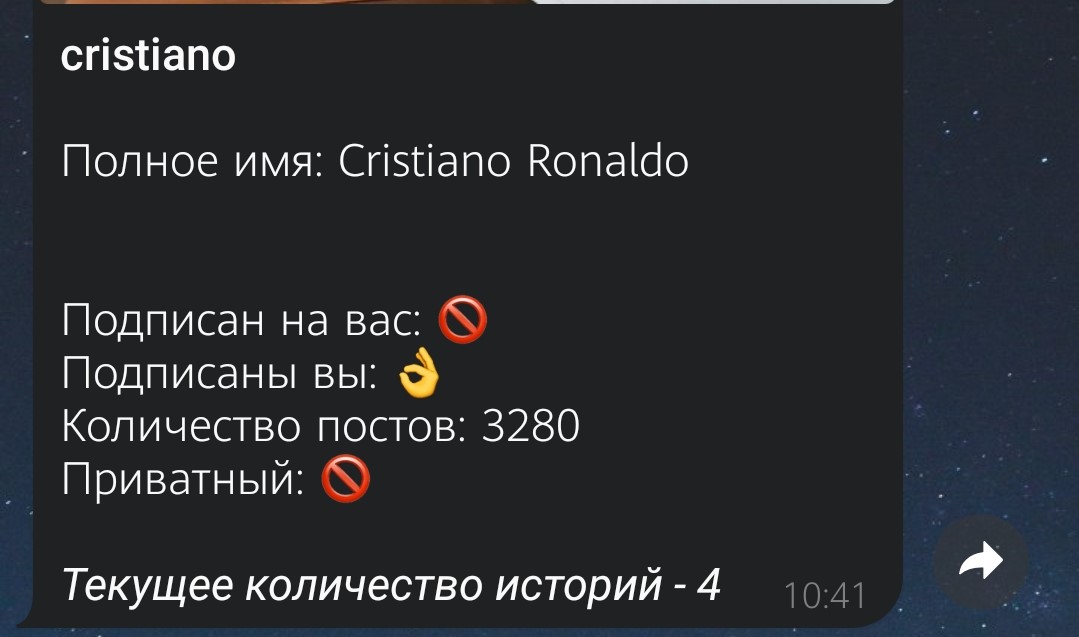 cristiano
Полное имя: Cristiano Ronaldo
Подписан на вас: 🚫
Подписаны вы: 👌
Количество постов: 3280
Приватный: 🚫
Текущее количество историй - 4
10:41